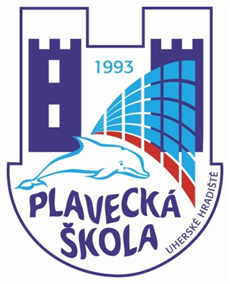 1993
PLAVECKÁ
ŠKOLA
UHERSKÉ HRADIŠTĚ